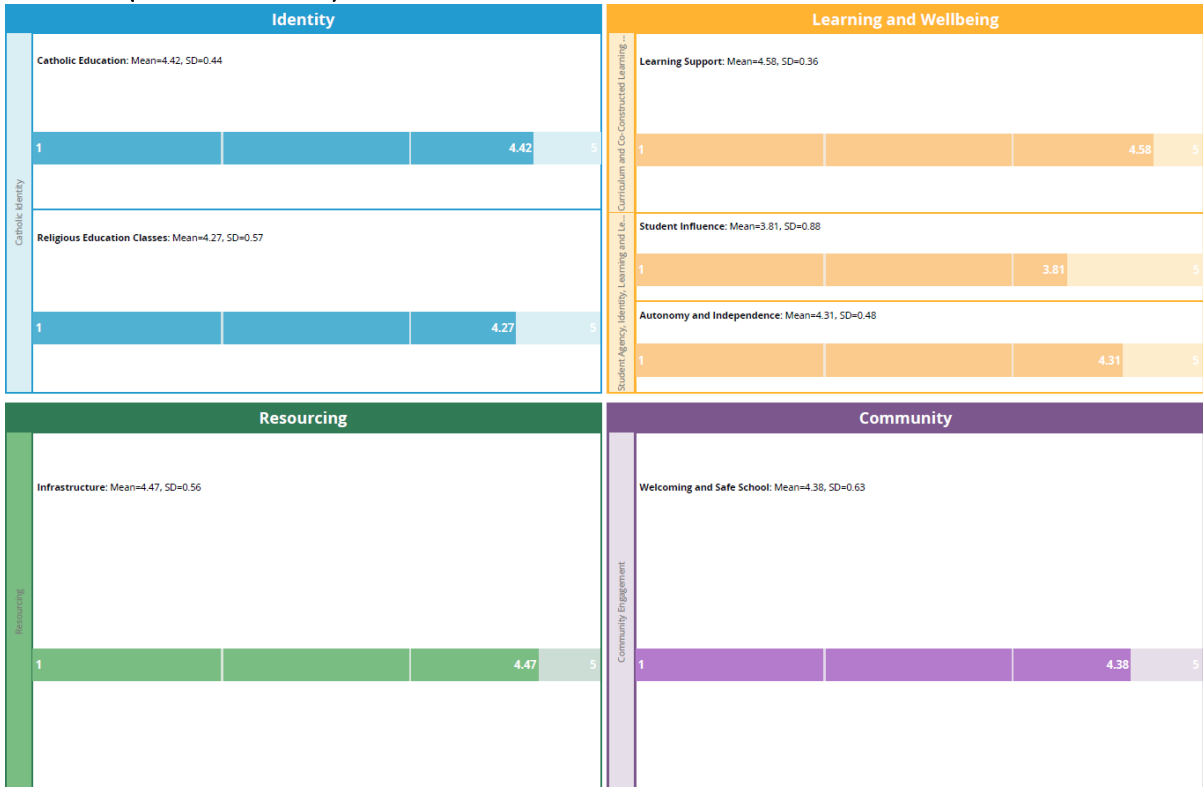 Identity
Catholic Identity
Catholic Education: Mean=4.42, SD=0.44
1 4.42 5
Religious Education Classes: Mean=4.27, SD=0.57
1 4.27 5
Learning and Wellbeing
Curriculum and Co-Constructed Learning ...
Learning Support: Mean=4.58, SD=0.36
1 4.58 5
Student Agency, Identity, Learning and Le...
Student Influence: Mean=3.81, SD=0.88
1 3.81 5
Autonomy and Independence: Mean=4.31, SD=0.48
1 4.31 5
Resourcing
Resourcing
Infrastructure: Mean=4.47, SD=0.56
1 4.47 5
Community
Community Engagement
Welcoming and Safe School: Mean=4.38, SD=0.63
1 4.38 5